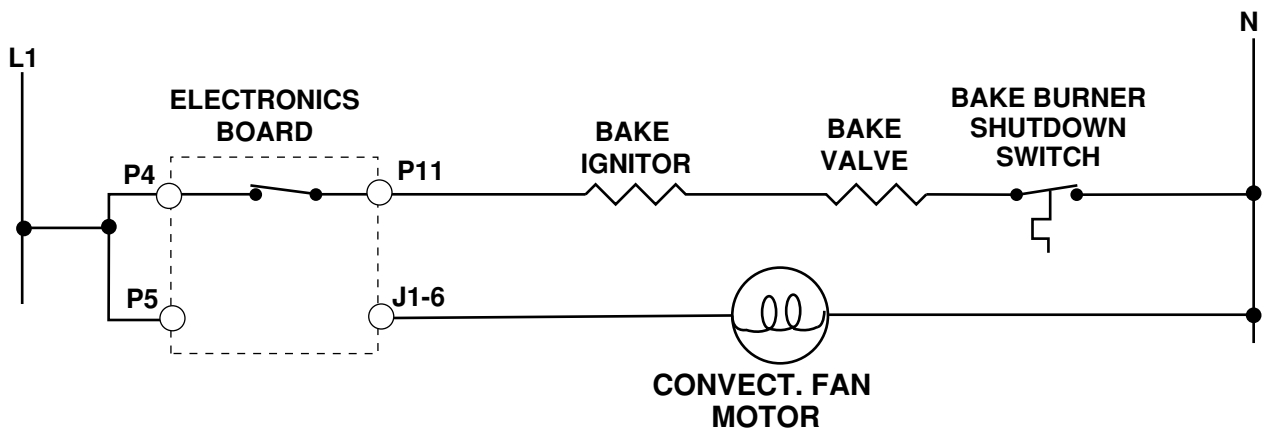 L1
N
ELECTRONICS
BOARD
BAKE
IGNITOR
BAKE
VALVE
BAKE BURNER
SHUTDOWN
SWITCH
P4
P11
P5
J1-6
CONVECT. FAN
MOTOR